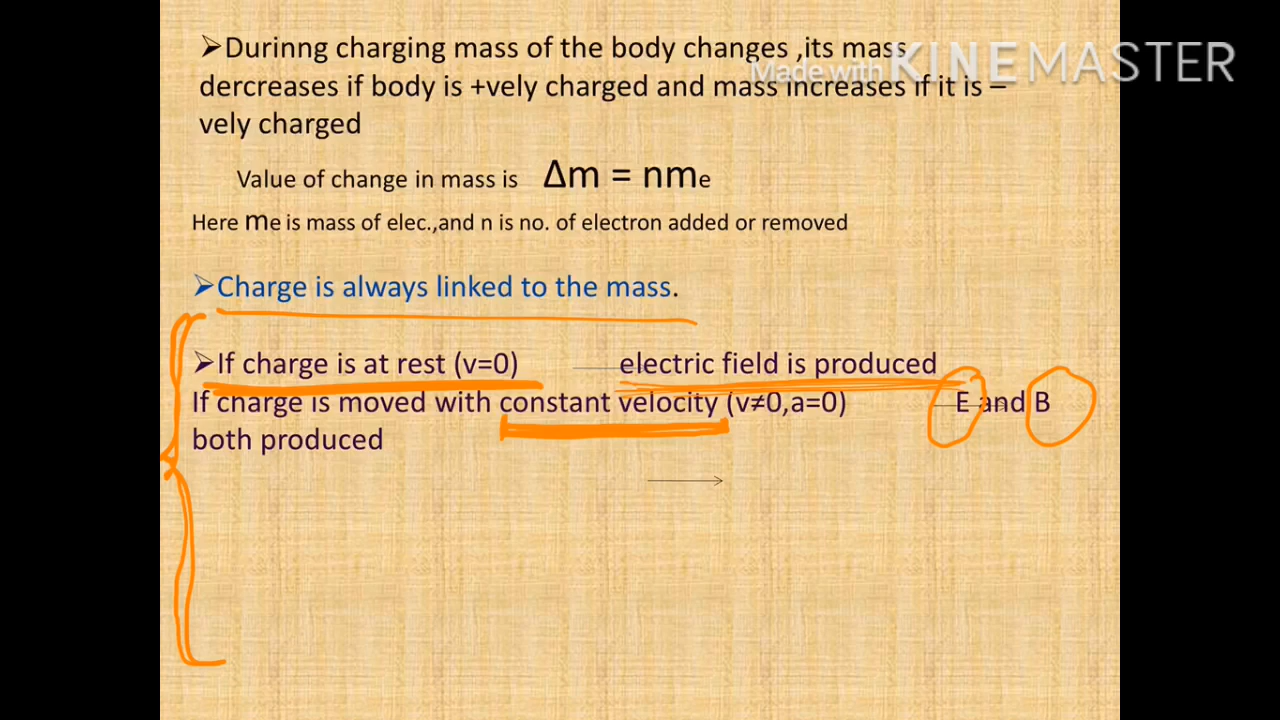 ➢Durinng charging mass of the body changes ,its mass
Made with KINEMASTER
dercreases if body is +vely charged and mass increases if it is –
vely charged
Value of change in mass is Δm = nme
Here me is mass of elec.,and n is no. of electron added or removed
➢Charge is always linked to the mass.
➢If charge is at rest (v=0) electric field is produced
If charge is moved with constant velocity (v≠0,a=0) E and B
both produced